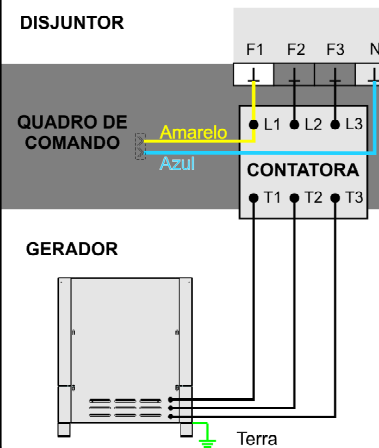 DISJUNTOR
F1 F2 F3 N
QUADRO DE
COMANDO
Amarelo
Azul
L1 L2 L3
CONTATORA
T1 T2 T3
GERADOR
Terra